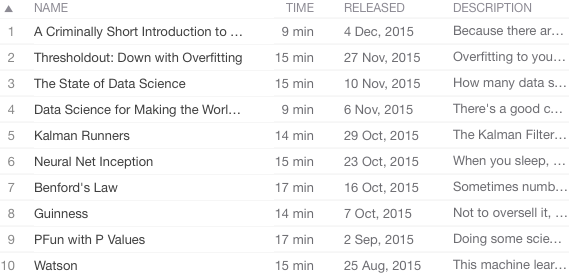 ▲ NAME TIME RELEASED DESCRIPTION
1 A Criminally Short Introduction to … 9 min 4 Dec, 2015 Because there ar…
2 Thresholdout: Down with Overfitting 15 min 27 Nov, 2015 Overfitting to you…
3 The State of Data Science 15 min 10 Nov, 2015 How many data s…
4 Data Science for Making the Worl… 9 min 6 Nov, 2015 There's a good c…
5 Kalman Runners 14 min 29 Oct, 2015 The Kalman Filter…
6 Neural Net Inception 15 min 23 Oct, 2015 When you sleep, …
7 Benford's Law 17 min 16 Oct, 2015 Sometimes numb…
8 Guinness 14 min 7 Oct, 2015 Not to oversell it, …
9 PFun with P Values 17 min 2 Sep, 2015 Doing some scie…
10 Watson 15 min 25 Aug, 2015 This machine lear…